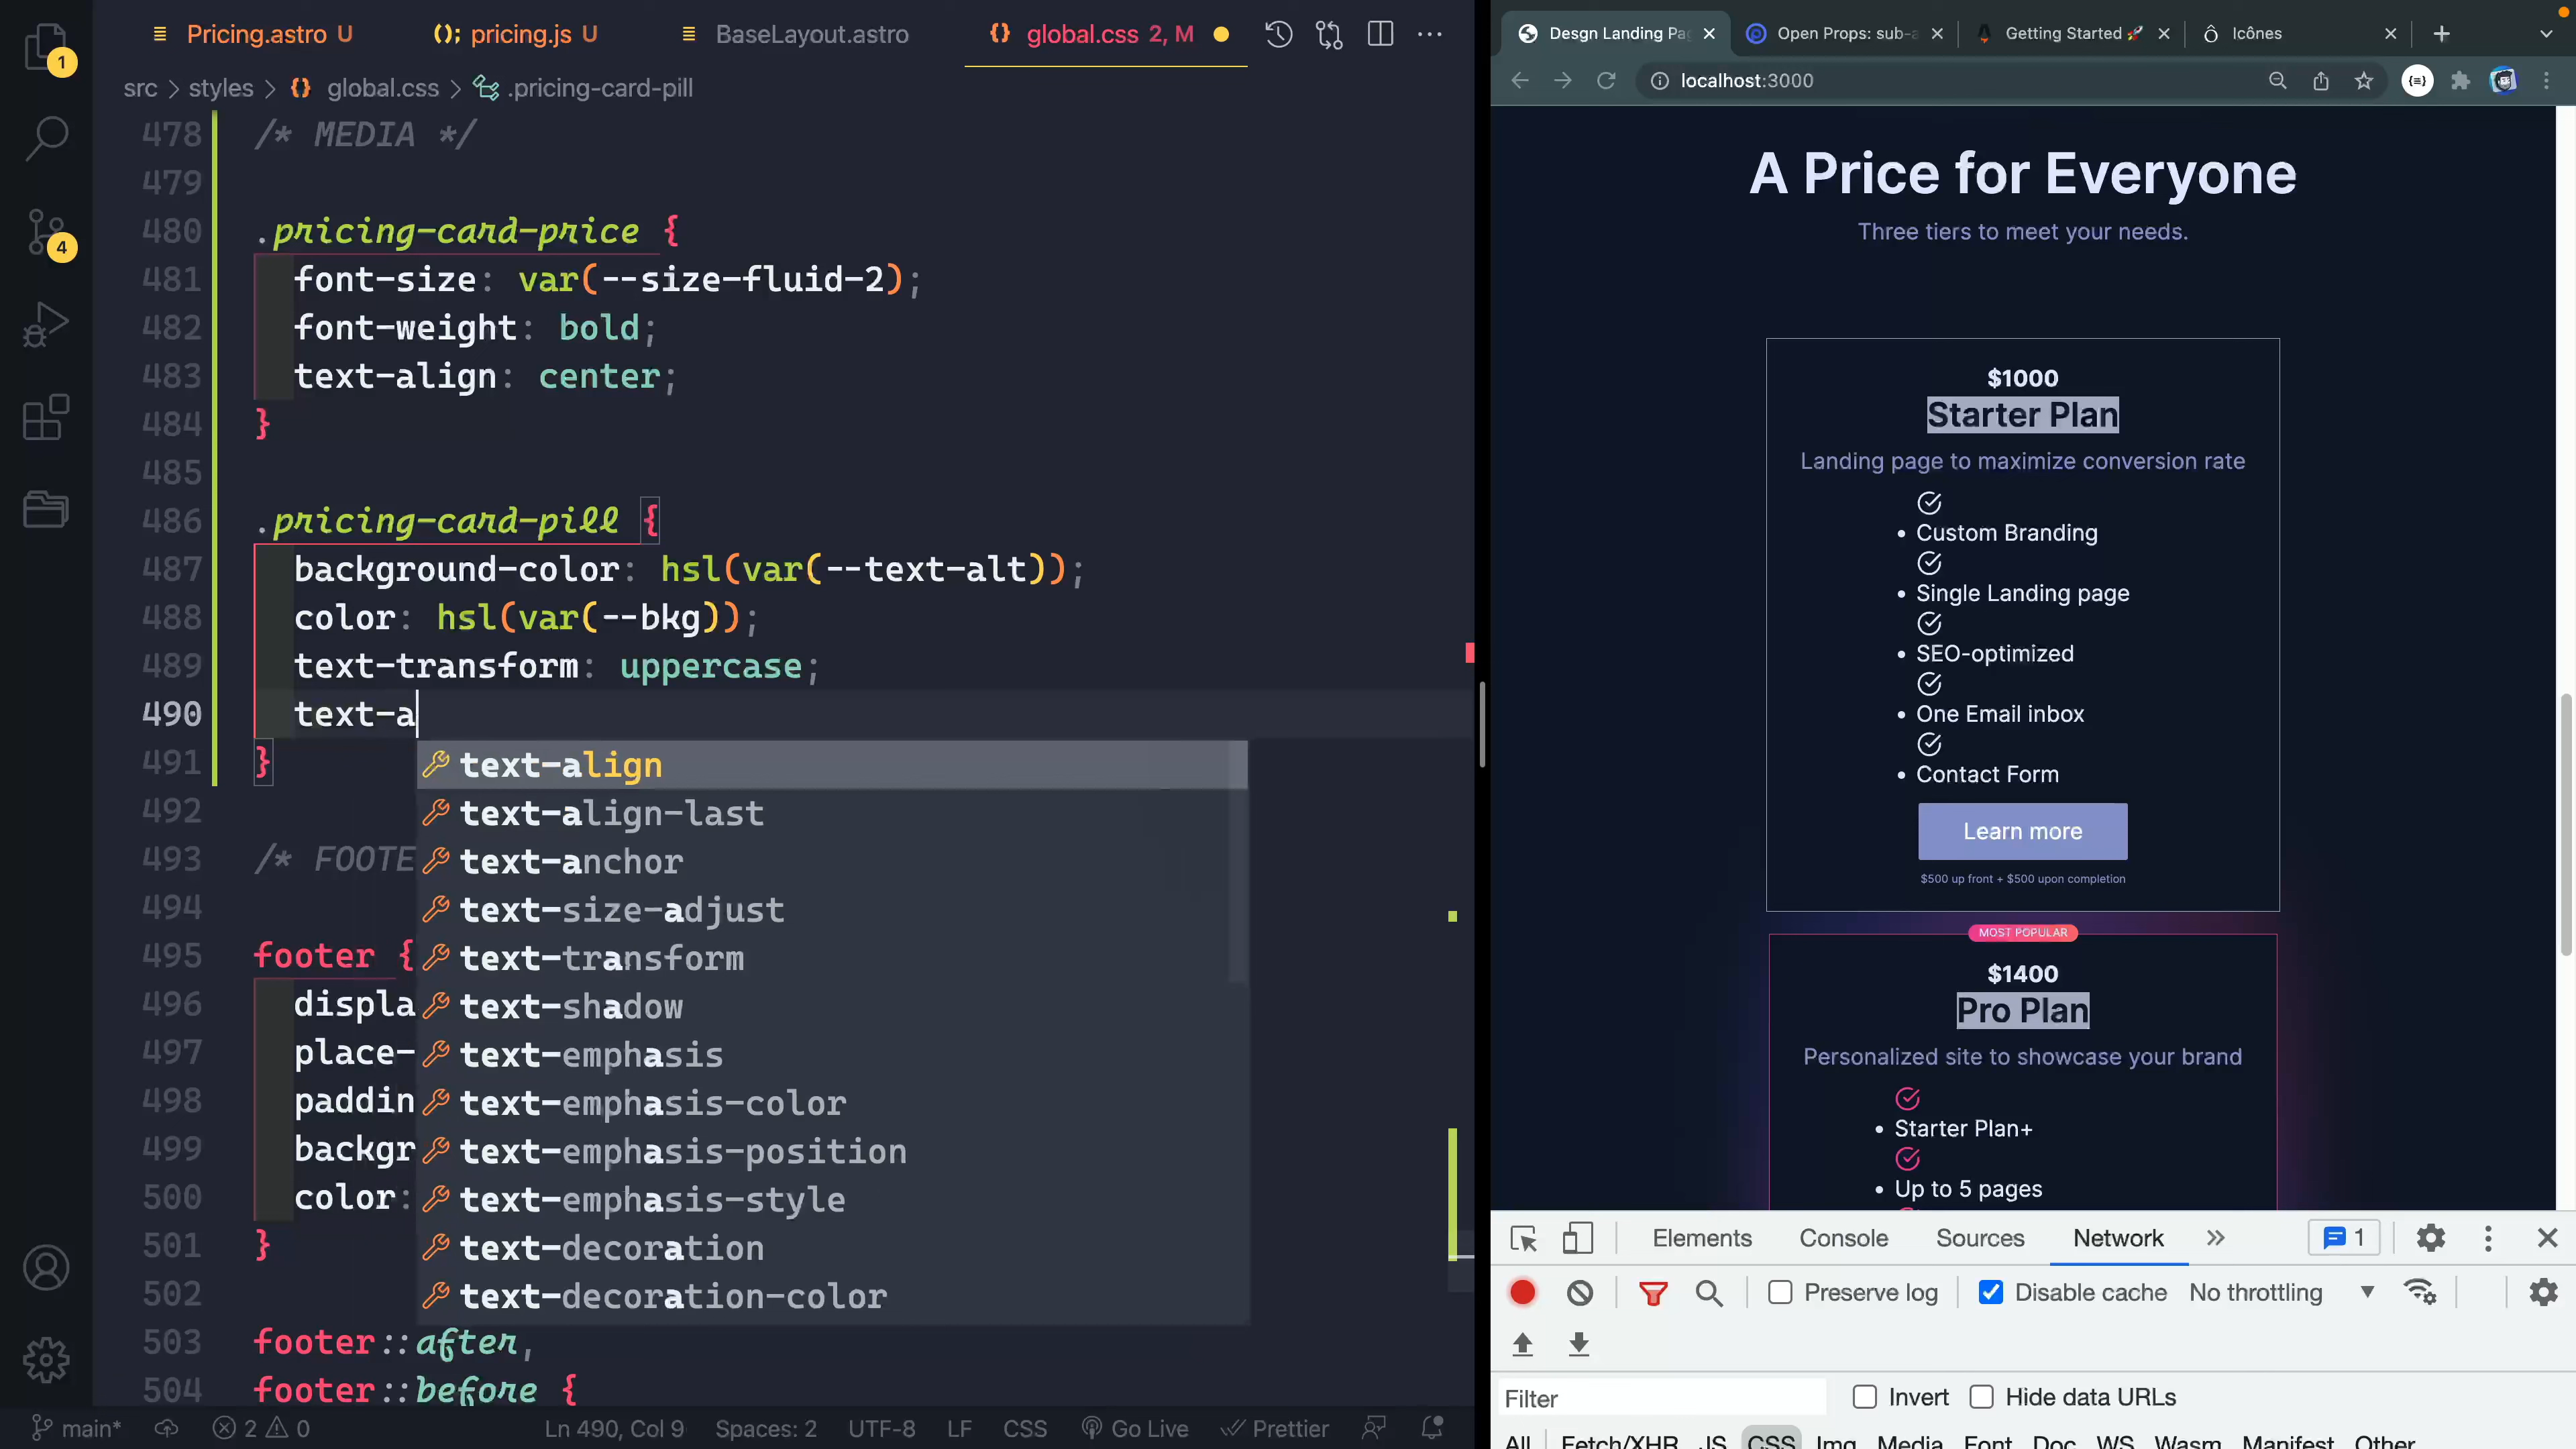 Pricing.astro U
pricing.js U
BaseLayout.astro
global.css 2, M
src > styles > global.css > .pricing-card-pill
1
4
478 /* MEDIA */
479
480 .pricing-card-price {
481 font-size: var(--size-fluid-2);
482 font-weight: bold;
483 text-align: center;
484 }
485
486 .pricing-card-pill {
487 background-color: hsl(var(--text-alt));
488 color: hsl(var(--bkg));
489 text-transform: uppercase;
490 text-a
491 }
492
493 /* FOOTE
494
495 footer {
496 displa
497 place-
498 paddin
499 backgr
500 color:
501 }
502
503 footer::after,
504 footer::before {
text-align
text-align-last
text-anchor
text-size-adjust
text-transform
text-shadow
text-emphasis
text-emphasis-color
text-emphasis-position
text-emphasis-style
text-decoration
text-decoration-color
main* 2 0 Ln 490, Col 9 Spaces: 2 UTF-8 LF CSS Go Live Prettier
Desgn Landing Pa
Open Props: sub-a
Getting Started 🚀
Icônes
localhost:3000
A Price for Everyone
Three tiers to meet your needs.
$1000
Starter Plan
Landing page to maximize conversion rate
• Custom Branding
• Single Landing page
• SEO-optimized
• One Email inbox
• Contact Form
Learn more
$500 up front + $500 upon completion
MOST POPULAR
$1400
Pro Plan
Personalized site to showcase your brand
• Starter Plan+
• Up to 5 pages
Elements Console Sources Network 1
Preserve log Disable cache No throttling
Filter Invert Hide data URLs
All Fetch/XHR JS CSS Img Media Font Doc WS Wasm Manifest Other